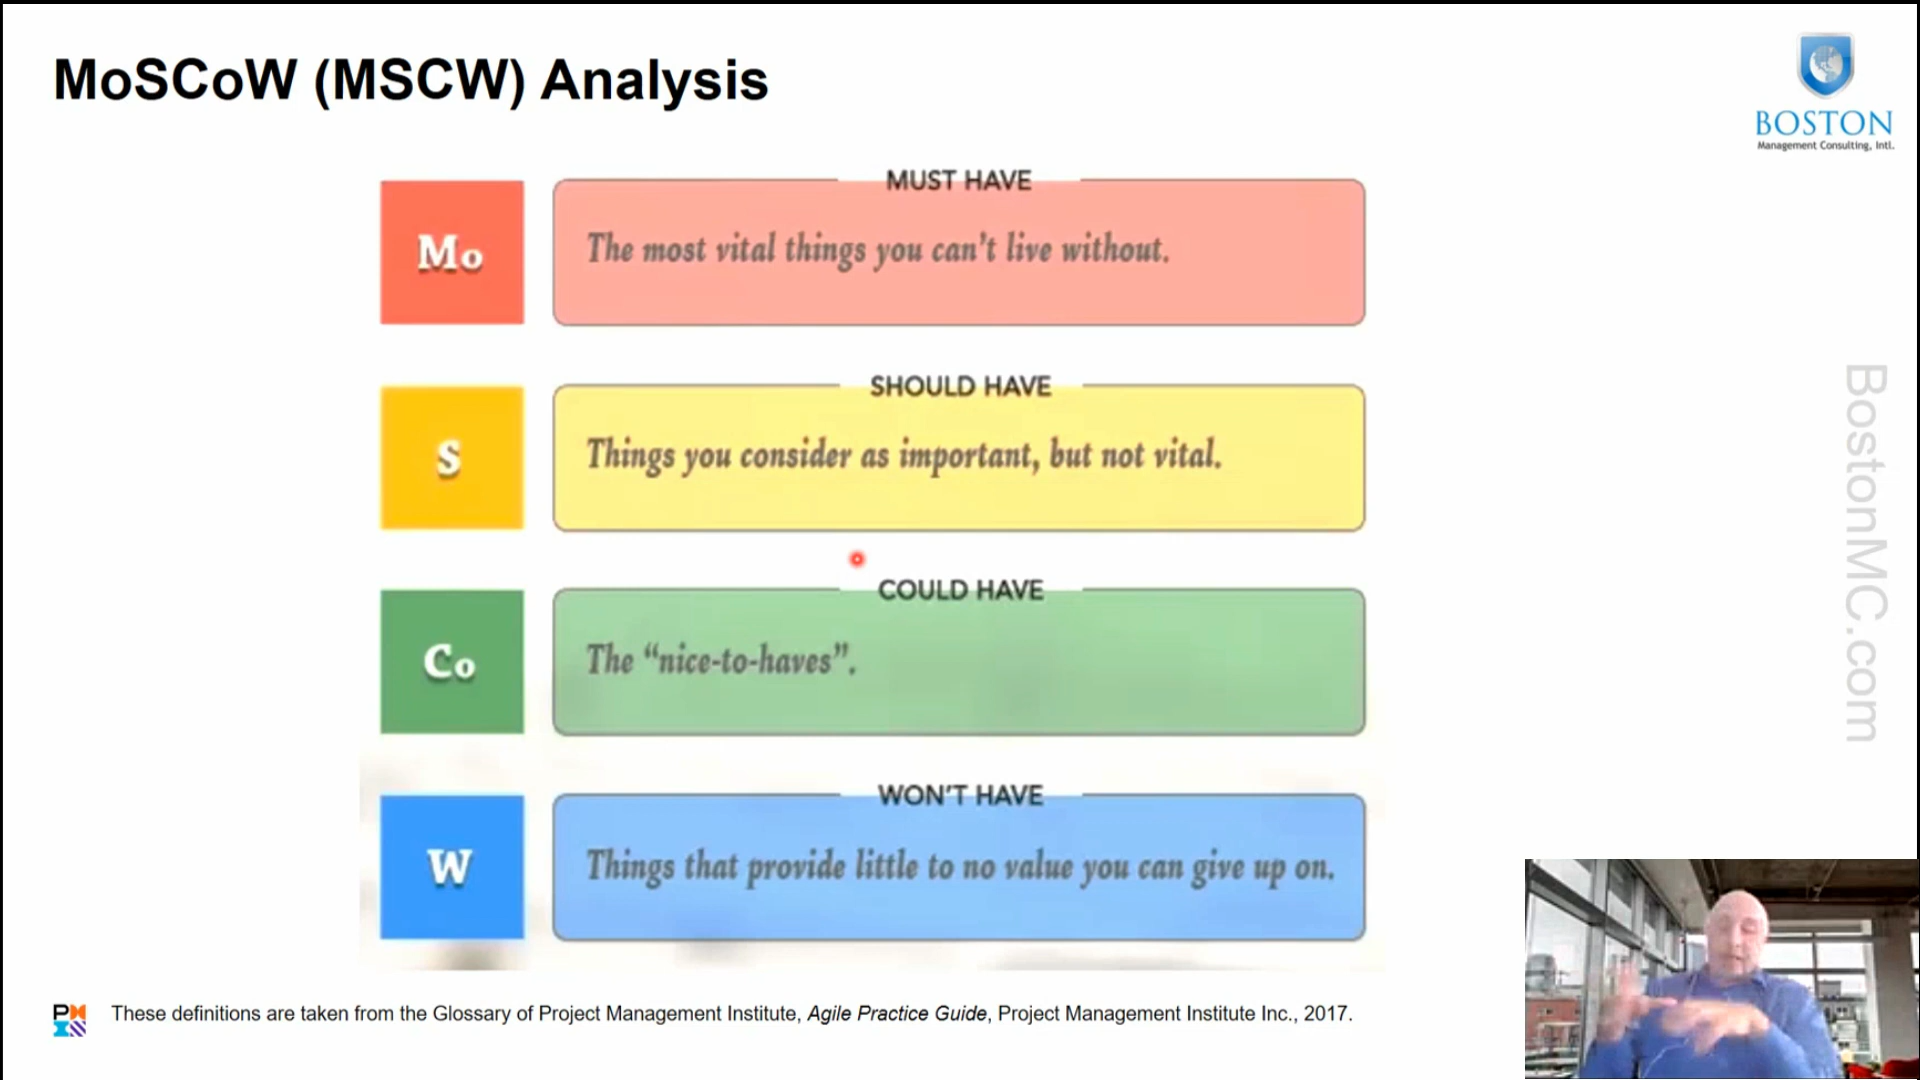 MoSCoW (MSCW) Analysis
BOSTON
Management Consulting, Intl.
MUST HAVE
Mo
The most vital things you can't live without.
SHOULD HAVE
S
Things you consider as important, but not vital.
COULD HAVE
Co
The “nice-to-haves”.
WON'T HAVE
W
Things that provide little to no value you can give up on.
BostonMC.com
PMI
These definitions are taken from the Glossary of Project Management Institute, Agile Practice Guide, Project Management Institute Inc., 2017.